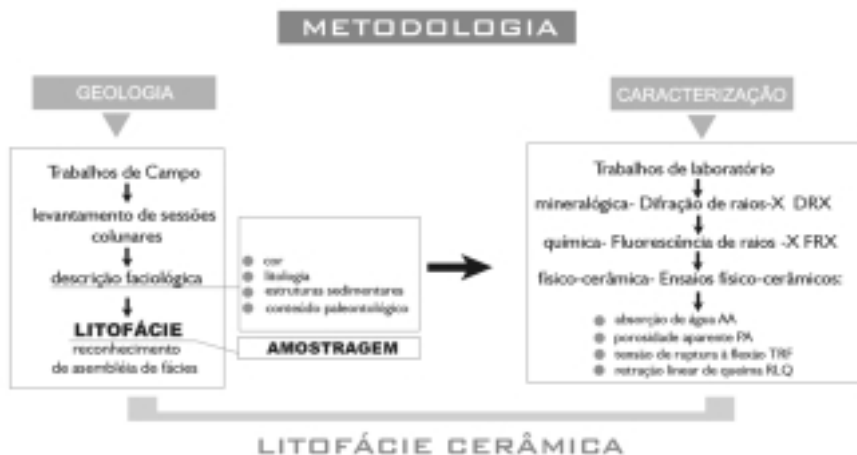 METODOLOGIA
GEOLOGIA
Trabalhos de Campo
levantamento de sessões
colunares
descrição faciológica
LITOFÁCIE
reconhecimento
de asembléia de fácies
cor
litologia
estruturas sedimentares
conteúdo paleontológico
AMOSTRAGEM
CARACTERIZAÇÃO
Trabalhos de laboratório
mineralógica- Difração de raios-X DRX
química- Fluorescência de raios -X FRX
físico-cerâmica- Ensaios físico-cerâmicos:
absorção de água AA
porosidade aparente PA
tensão de ruptura à flexão TRF
retração linear de queima RLQ
LITOFÁCIE CERÂMICA